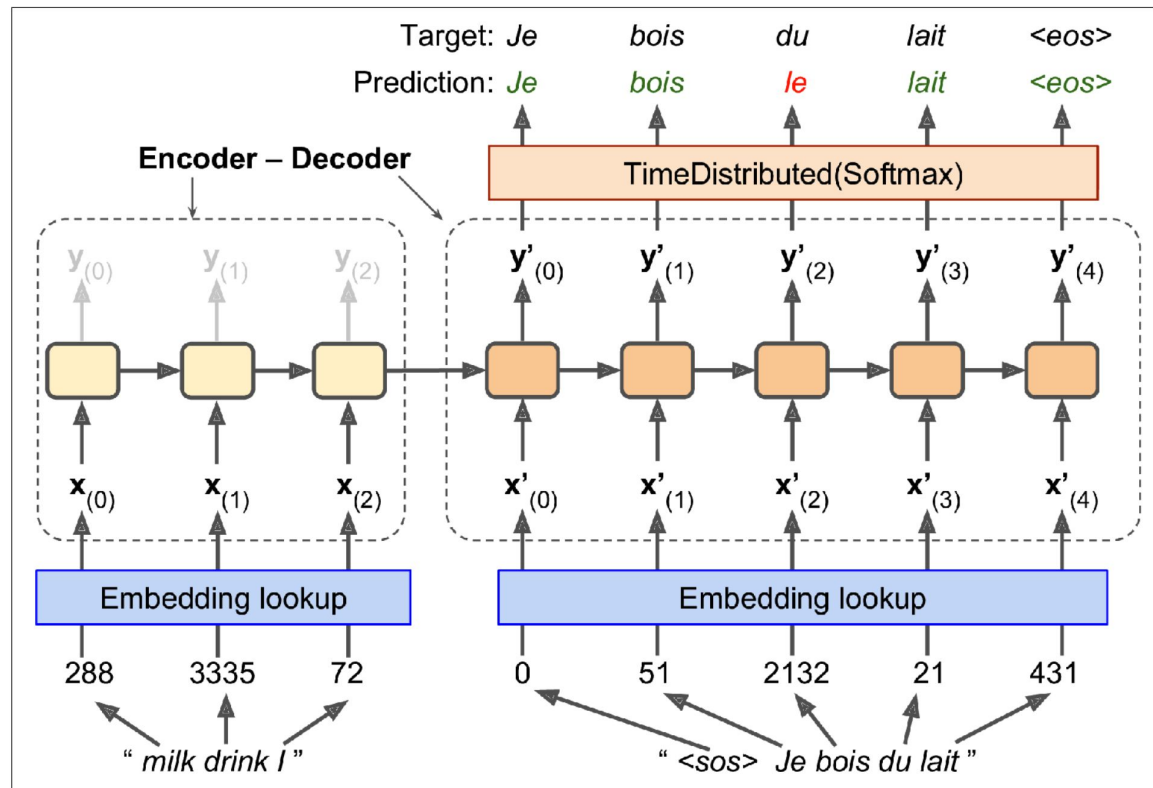 Target: Je bois du lait <eos>
Prediction: Je bois le lait <eos>
Encoder – Decoder
TimeDistributed(Softmax)
y(0) y(1) y(2) y'(0) y'(1) y'(2) y'(3) y'(4)
x(0) x(1) x(2) x'(0) x'(1) x'(2) x'(3) x'(4)
Embedding lookup Embedding lookup
288 3335 72 0 51 2132 21 431
“ milk drink I ” “ <sos> Je bois du lait ”